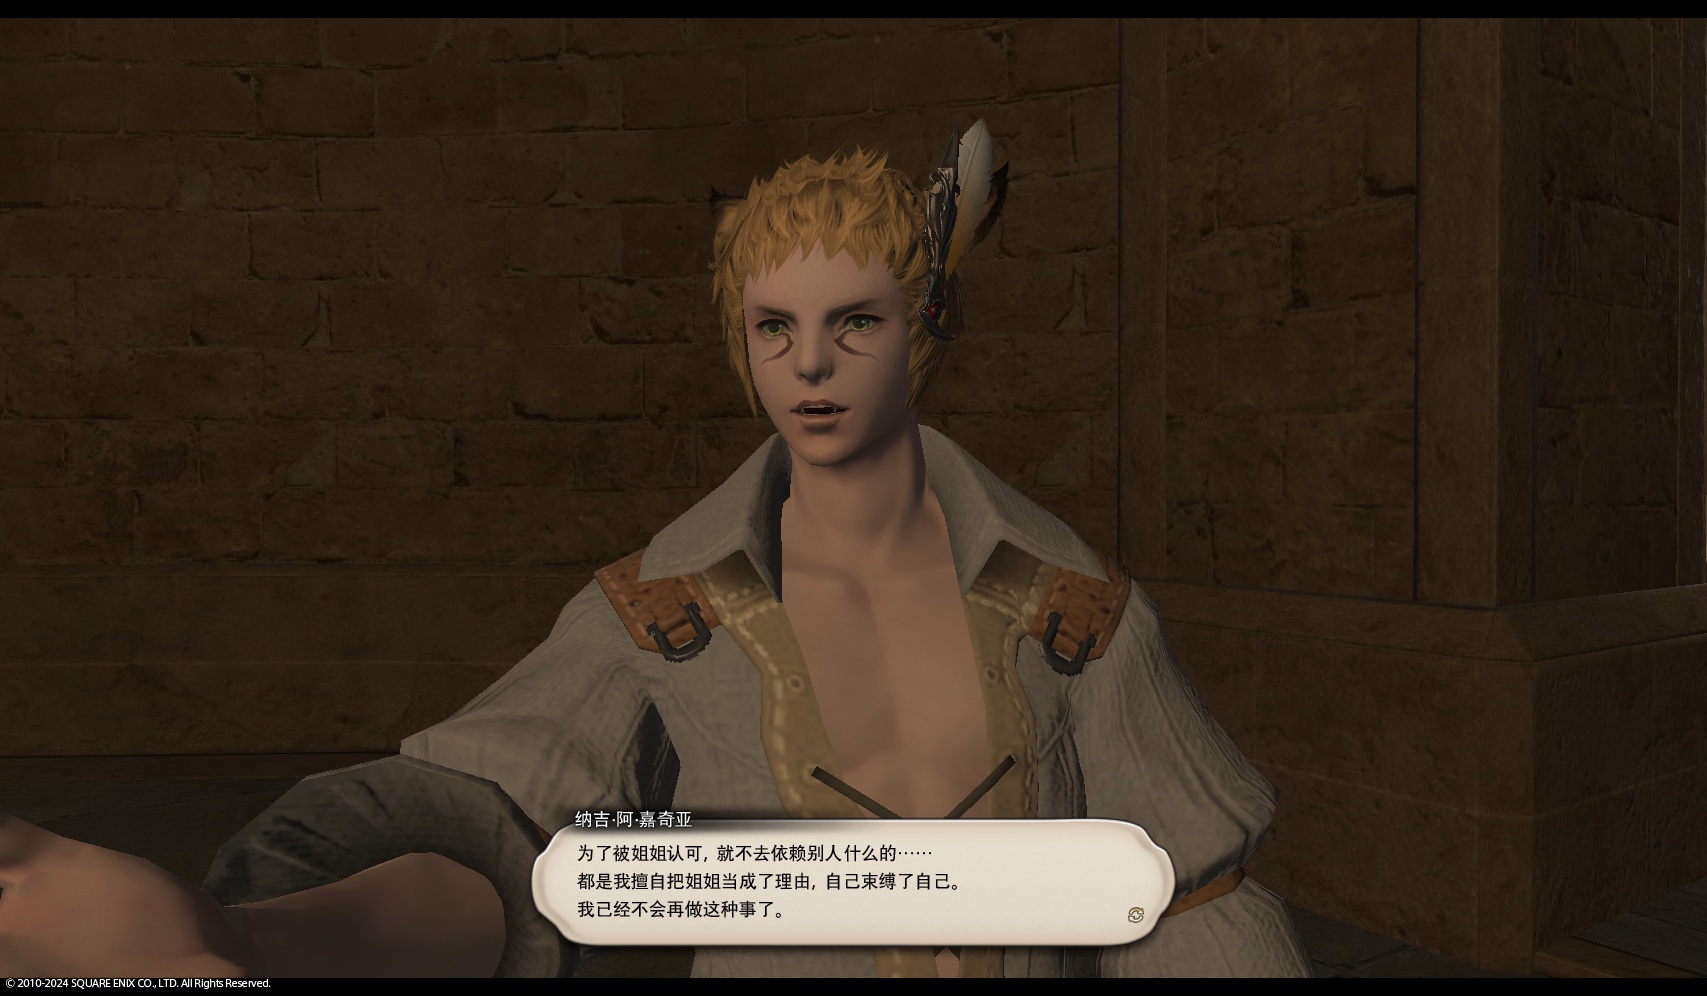 纳吉·阿·嘉奇亚
为了被姐姐认可，就不去依赖别人什么的……
都是我擅自把姐姐当成了理由，自己束缚了自己。
我已经不会再做这种事了。
© 2010-2024 SQUARE ENIX CO., LTD. All Rights Reserved.